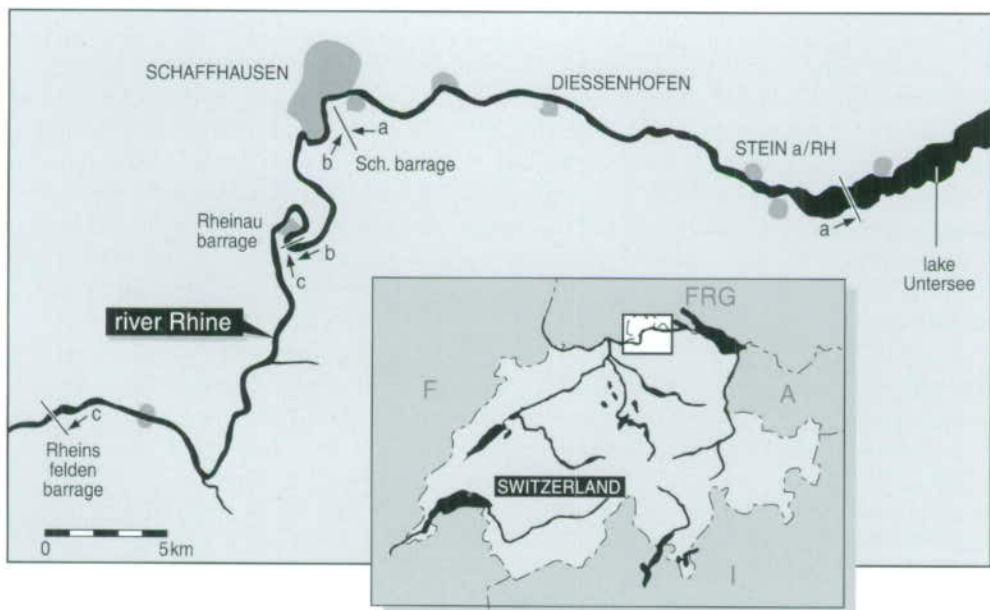 SCHAFFHAUSEN
DIESSENHOFEN
a
b
Sch. barrage
STEIN a/RH
Rheinau
barrage
b
c
a
lake
Untersee
river Rhine
FRG
F
A
c
Rheins
felden
barrage
SWITZERLAND
I
0 5km